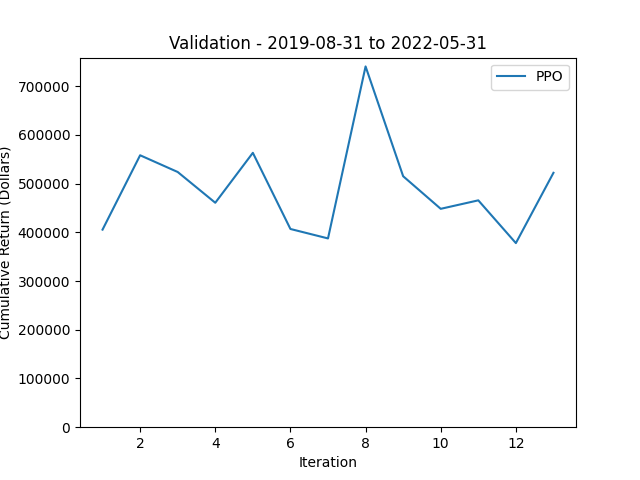 Validation - 2019-08-31 to 2022-05-31
PPO
Cumulative Return (Dollars)
700000
600000
500000
400000
300000
200000
100000
0
2 4 6 8 10 12
Iteration